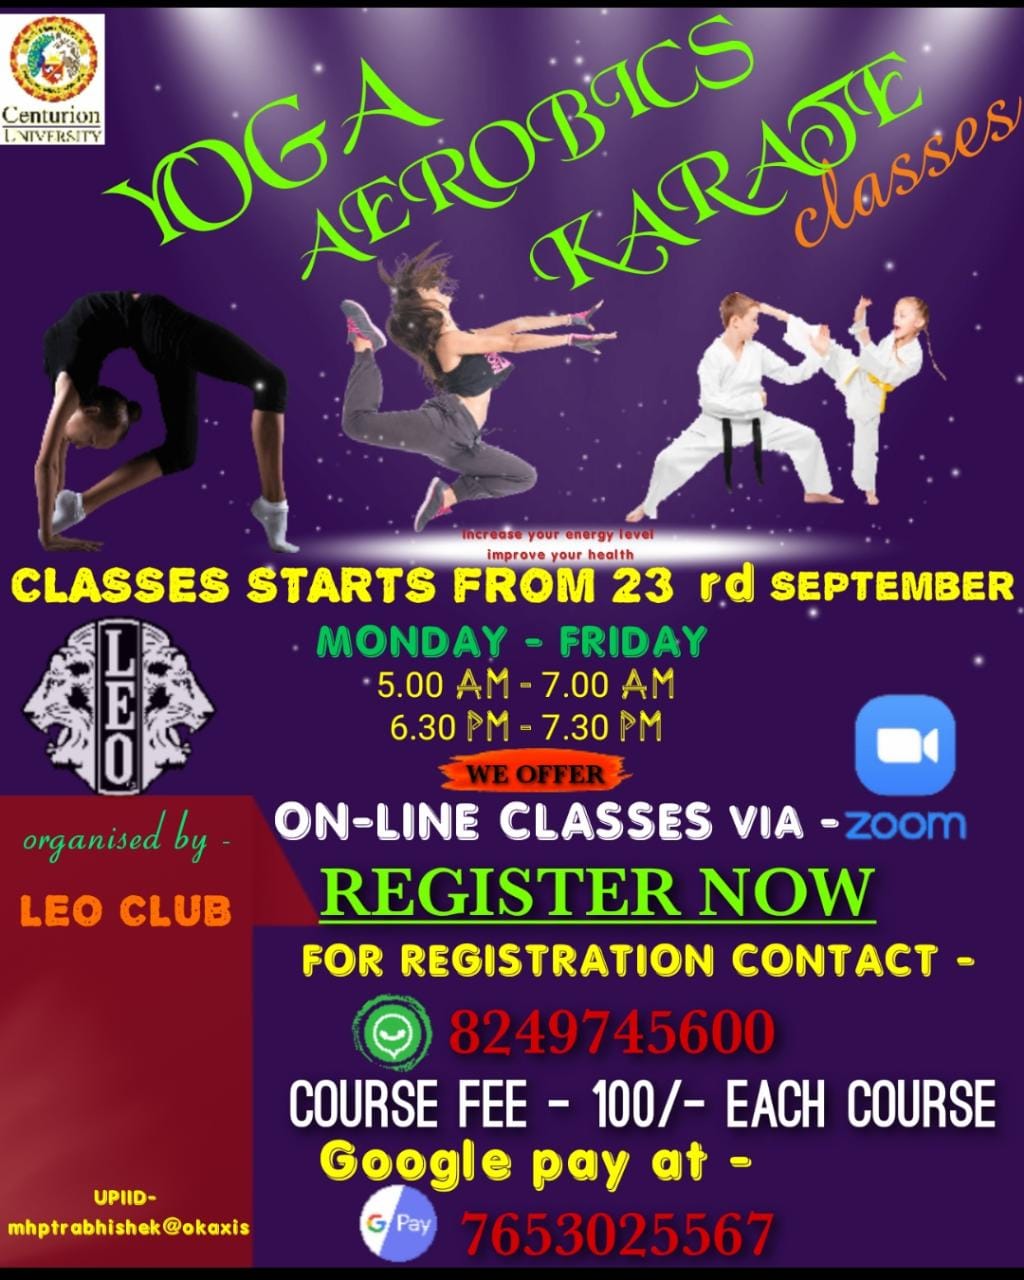 Centurion
UNIVERSITY
YOGA
AEROBICS
KARATE
classes
increase your energy level
improve your health
CLASSES STARTS FROM 23 rd SEPTEMBER
MONDAY - FRIDAY
5.00 AM - 7.00 AM
6.30 PM - 7.30 PM
LEO
WE OFFER
ON-LINE CLASSES VIA - zoom
organised by -
LEO CLUB
REGISTER NOW
FOR REGISTRATION CONTACT -
8249745600
COURSE FEE - 100/- EACH COURSE
Google pay at -
G Pay 7653025567
UPIID-
mhptrabhishek@okaxis